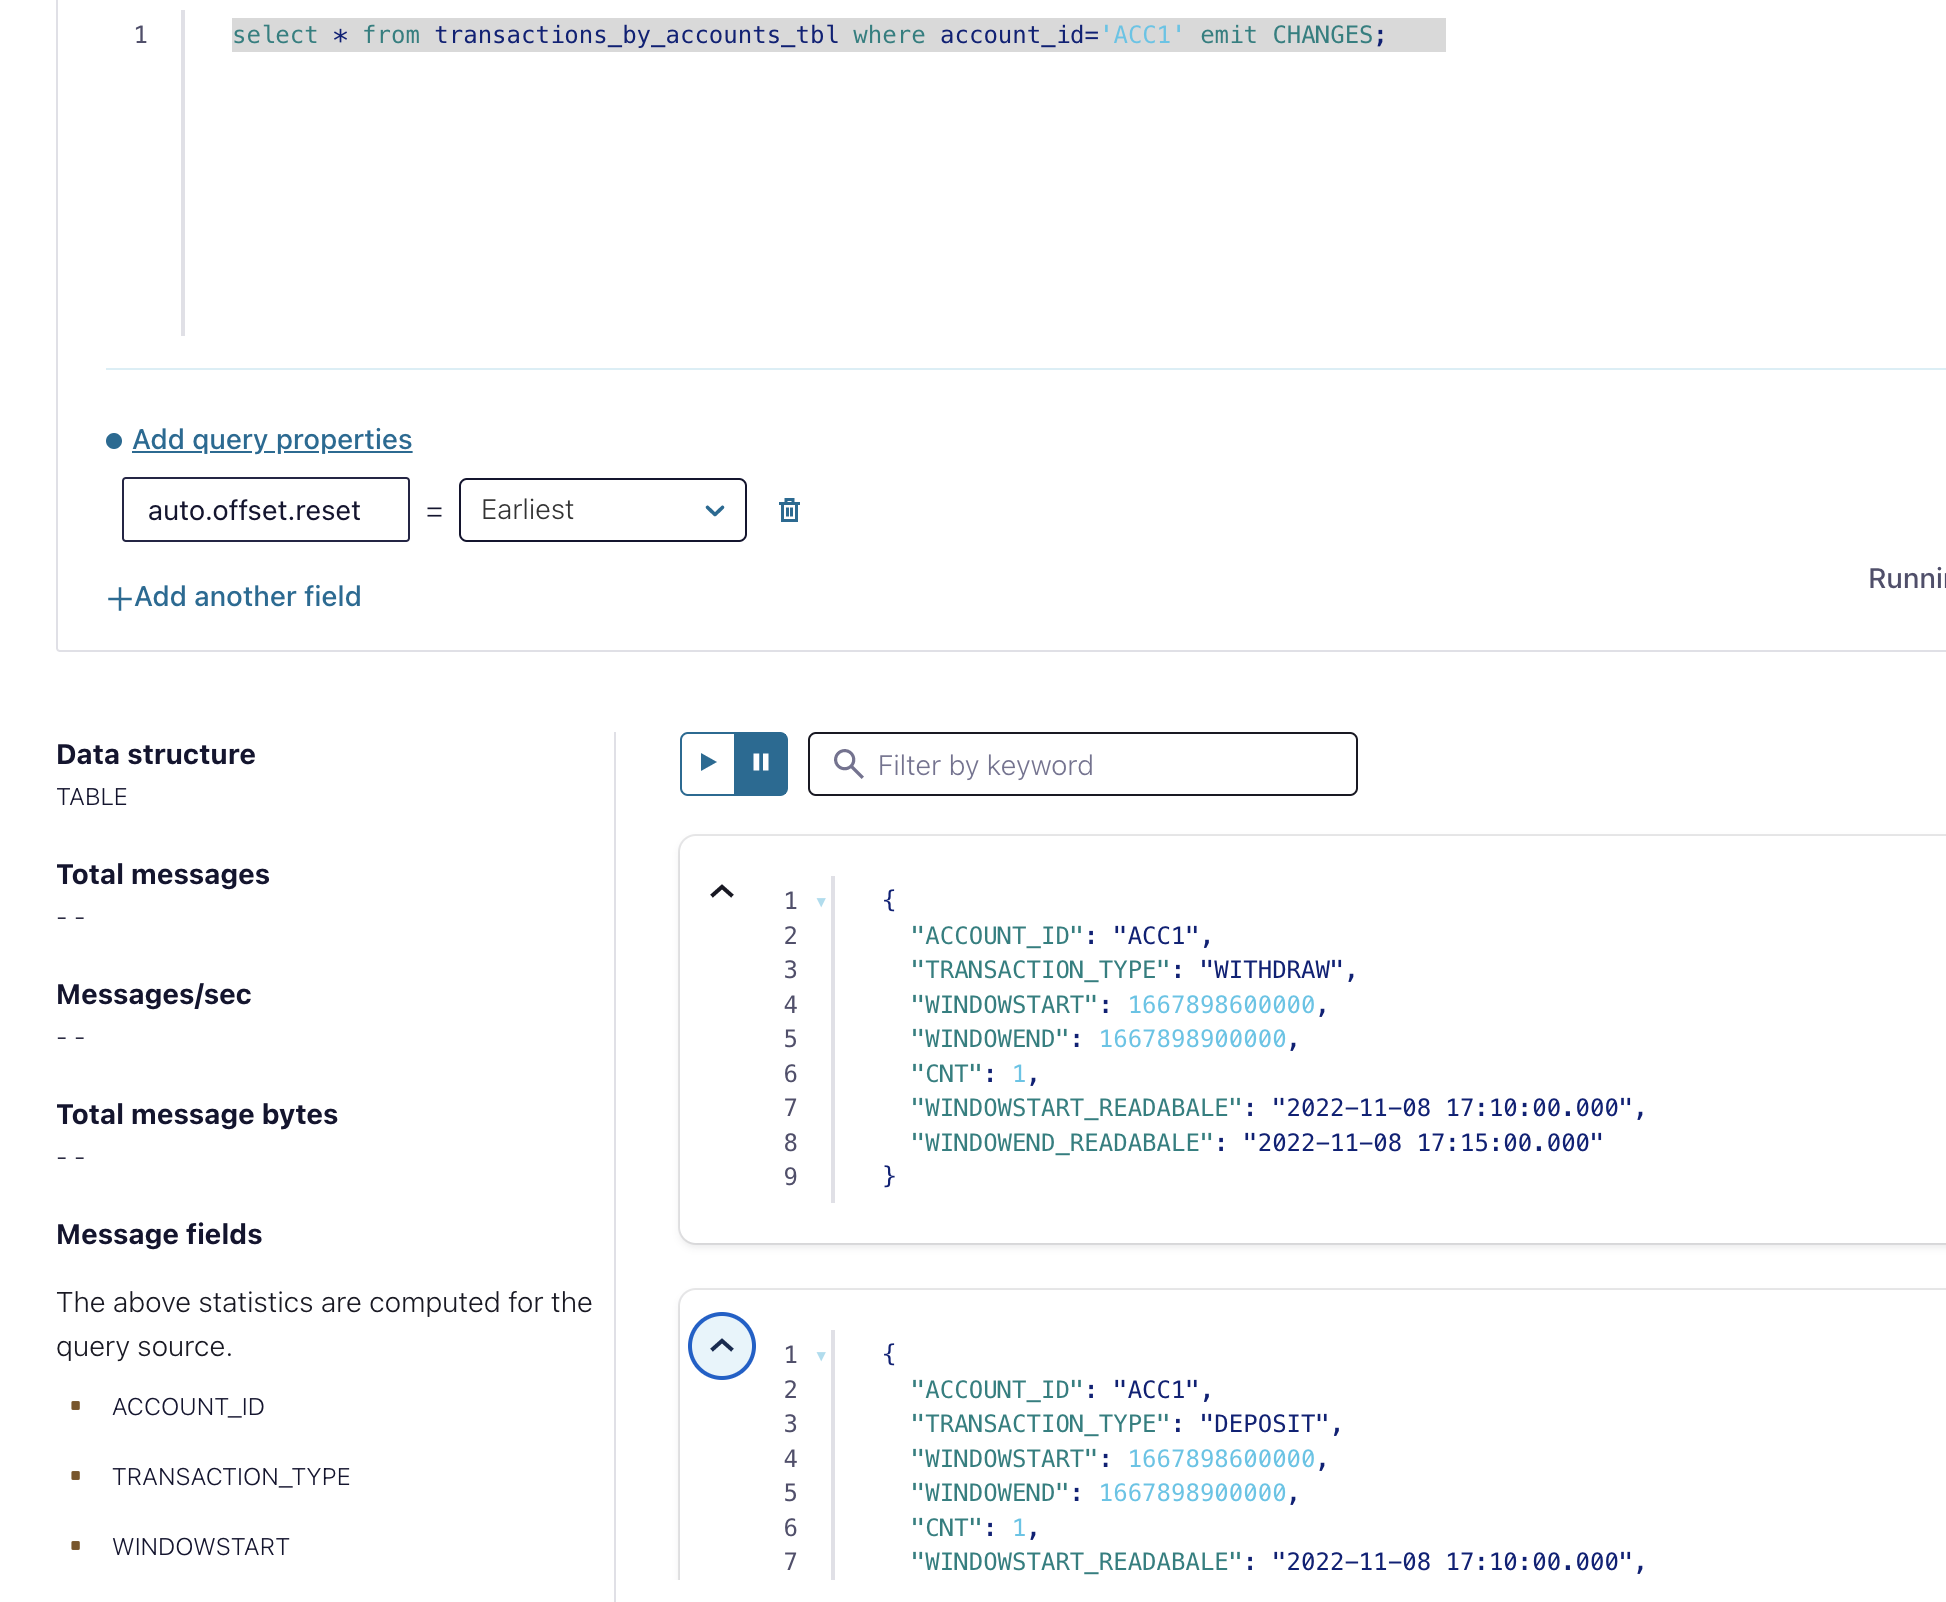 1 select * from transactions_by_accounts_tbl where account_id='ACC1' emit CHANGES;
Add query properties
auto.offset.reset = Earliest
+Add another field
Data structure
TABLE
Total messages
- -
Messages/sec
- -
Total message bytes
- -
Message fields
The above statistics are computed for the
query source.
ACCOUNT_ID
TRANSACTION_TYPE
WINDOWSTART
Filter by keyword
1 {
2 "ACCOUNT_ID": "ACC1",
3 "TRANSACTION_TYPE": "WITHDRAW",
4 "WINDOWSTART": 1667898600000,
5 "WINDOWEND": 1667898900000,
6 "CNT": 1,
7 "WINDOWSTART_READABALE": "2022-11-08 17:10:00.000",
8 "WINDOWEND_READABALE": "2022-11-08 17:15:00.000"
9 }
1 {
2 "ACCOUNT_ID": "ACC1",
3 "TRANSACTION_TYPE": "DEPOSIT",
4 "WINDOWSTART": 1667898600000,
5 "WINDOWEND": 1667898900000,
6 "CNT": 1,
7 "WINDOWSTART_READABALE": "2022-11-08 17:10:00.000",